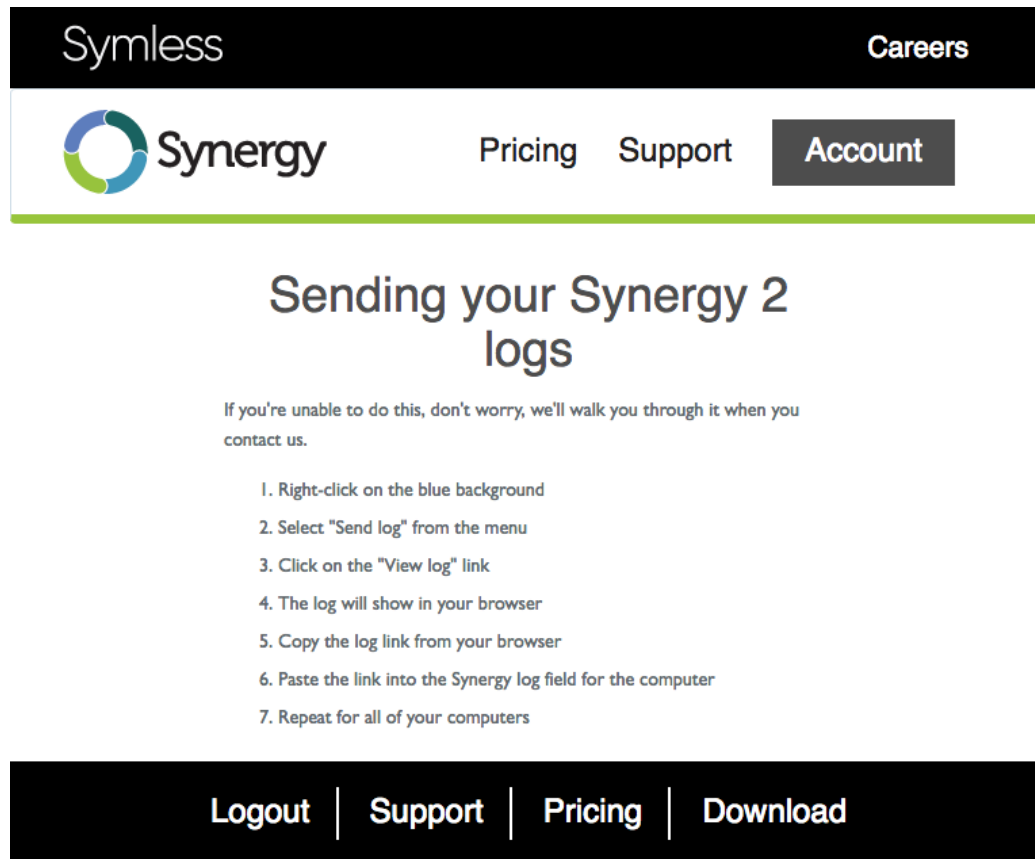 Symless
Careers
Synergy
Pricing
Support
Account
Sending your Synergy 2
logs
If you're unable to do this, don't worry, we'll walk you through it when you
contact us.
1. Right-click on the blue background
2. Select "Send log" from the menu
3. Click on the "View log" link
4. The log will show in your browser
5. Copy the log link from your browser
6. Paste the link into the Synergy log field for the computer
7. Repeat for all of your computers
Logout
Support
Pricing
Download